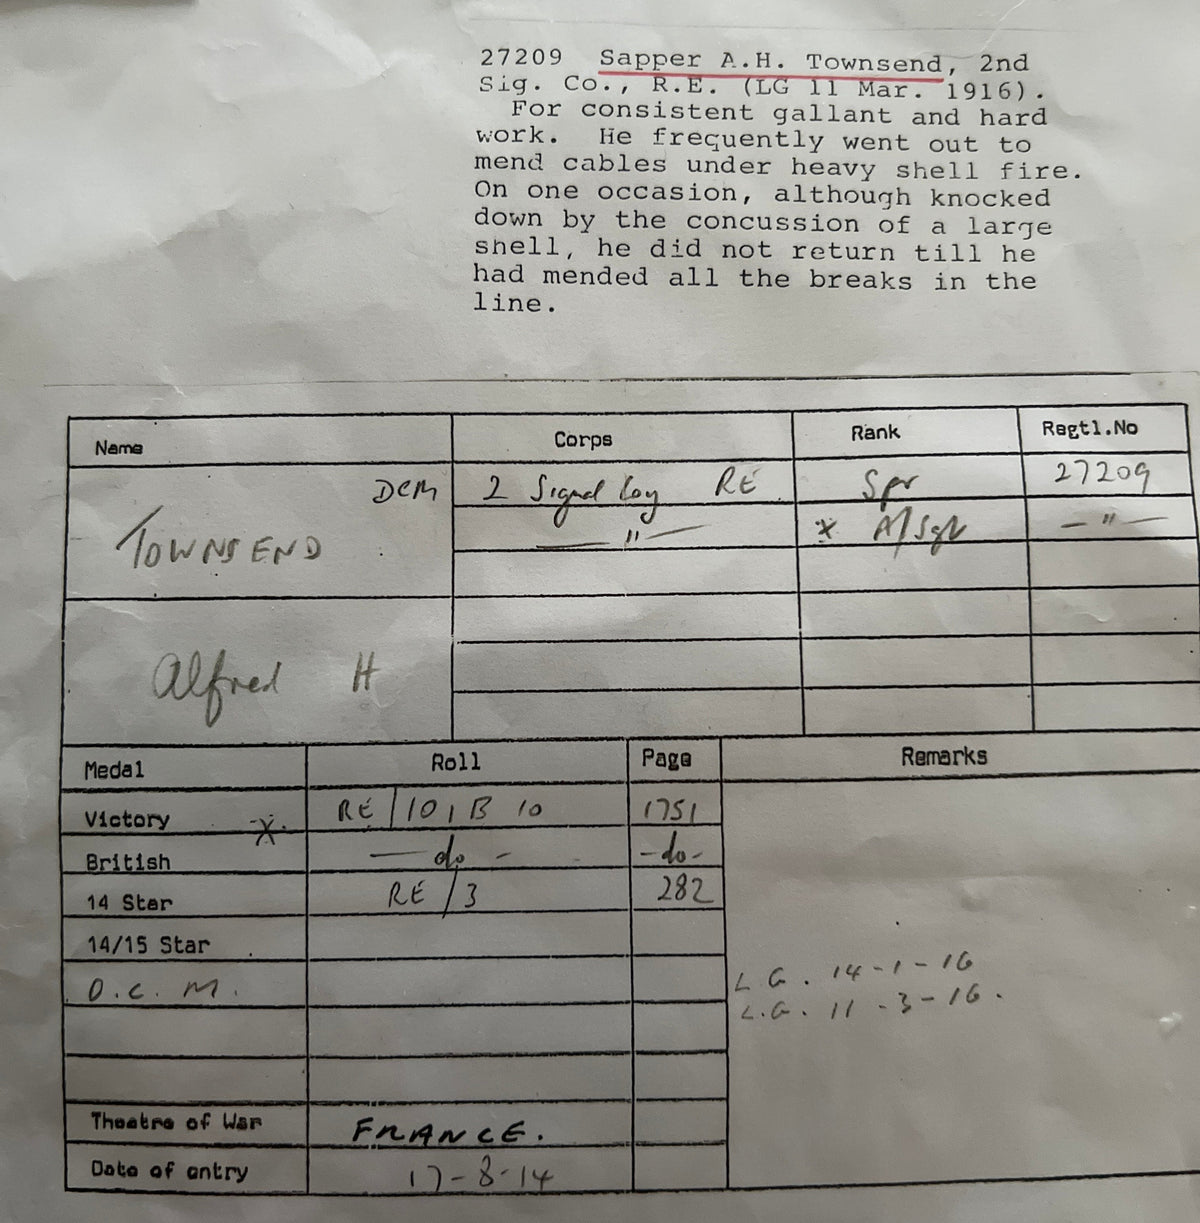 27209 Sapper A.H. Townsend, 2nd
Sig. Co., R.E. (LG 11 Mar. 1916).
For consistent gallant and hard
work. He frequently went out to
mend cables under heavy shell fire.
On one occasion, although knocked
down by the concussion of a large
shell, he did not return till he
had mended all the breaks in the
line.
Name Corps Rank Regtl.No
DCM 2 Signal Coy RE Spr 27209
TOWNSEND — " — * A/Sgt — " —
Alfred H
Medal Roll Page Remarks
Victory * RE/101B10 1751
British — do - -do-
14 Star RE/3 282
14/15 Star
D.C.M. L.G. 14-1-16
L.G. 11-3-16.
Theatre of War FRANCE.
Date of entry 17-8-14